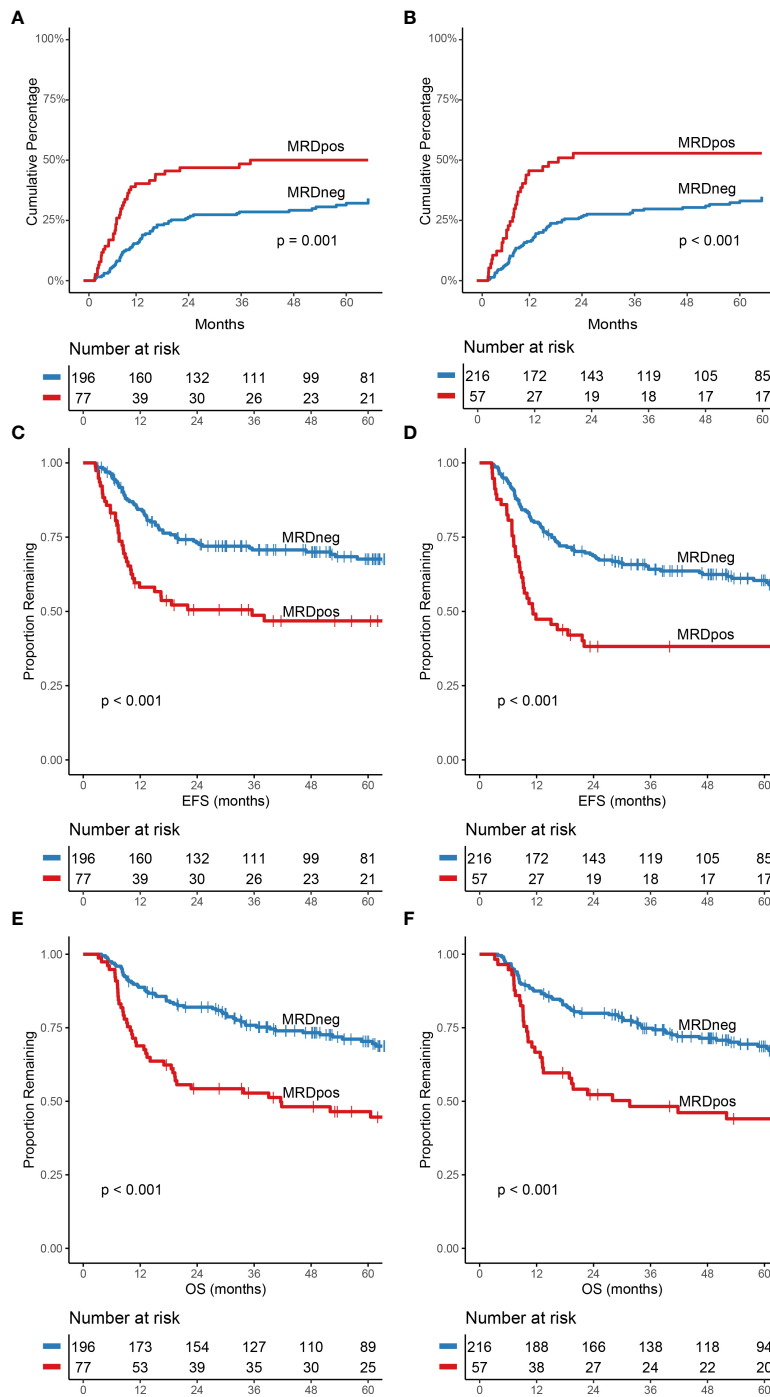 A
100%
75%
50%
25%
0%
Cumulative Percentage
MRDpos
MRDneg
p = 0.001
0 12 24 36 48 60
Months
Number at risk
196 160 132 111 99 81
77 39 30 26 23 21
0 12 24 36 48 60
B
100%
75%
50%
25%
0%
Cumulative Percentage
MRDpos
MRDneg
p < 0.001
0 12 24 36 48 60
Months
Number at risk
216 172 143 119 105 85
57 27 19 18 17 17
0 12 24 36 48 60
C
1.00
0.75
0.50
0.25
0.00
Proportion Remaining
MRDneg
MRDpos
p < 0.001
0 12 24 36 48 60
EFS (months)
Number at risk
196 160 132 111 99 81
77 39 30 26 23 21
0 12 24 36 48 60
D
1.00
0.75
0.50
0.25
0.00
Proportion Remaining
MRDneg
MRDpos
p < 0.001
0 12 24 36 48 60
EFS (months)
Number at risk
216 172 143 119 105 85
57 27 19 18 17 17
0 12 24 36 48 60
E
1.00
0.75
0.50
0.25
0.00
Proportion Remaining
MRDneg
MRDpos
p < 0.001
0 12 24 36 48 60
OS (months)
Number at risk
196 173 154 127 110 89
77 53 39 35 30 25
0 12 24 36 48 60
F
1.00
0.75
0.50
0.25
0.00
Proportion Remaining
MRDneg
MRDpos
p < 0.001
0 12 24 36 48 60
OS (months)
Number at risk
216 188 166 138 118 94
57 38 27 24 22 20
0 12 24 36 48 60